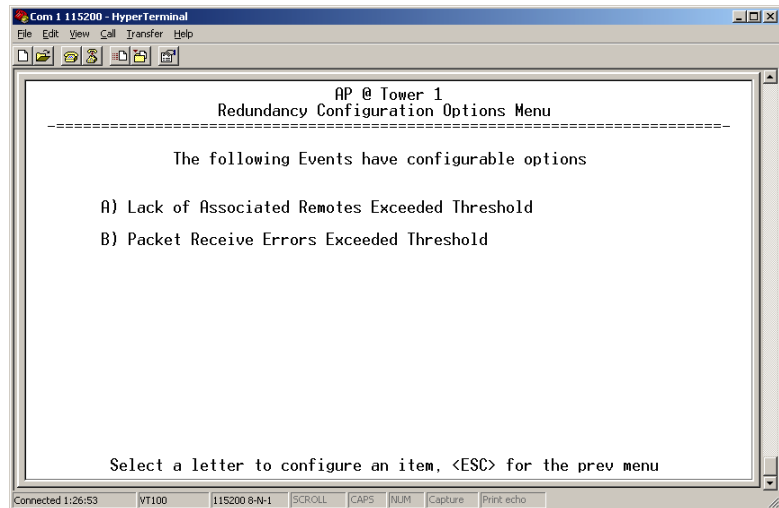 Com 1 115200 - HyperTerminal
File Edit View Call Transfer Help
AP @ Tower 1
Redundancy Configuration Options Menu
-==========================================================================-
The following Events have configurable options
A) Lack of Associated Remotes Exceeded Threshold
B) Packet Receive Errors Exceeded Threshold
Select a letter to configure an item, <ESC> for the prev menu
Connected 1:26:53 VT100 115200 8-N-1 SCROLL CAPS NUM Capture Print echo